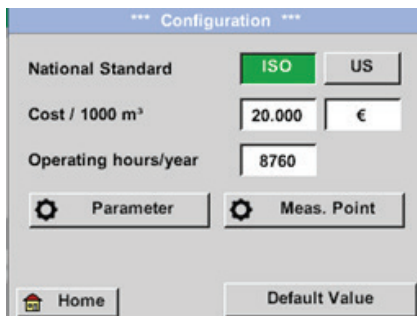 *** Configuration ***
National Standard ISO US
Cost / 1000 m³ 20.000 €
Operating hours/year 8760
Parameter Meas. Point
Home Default Value